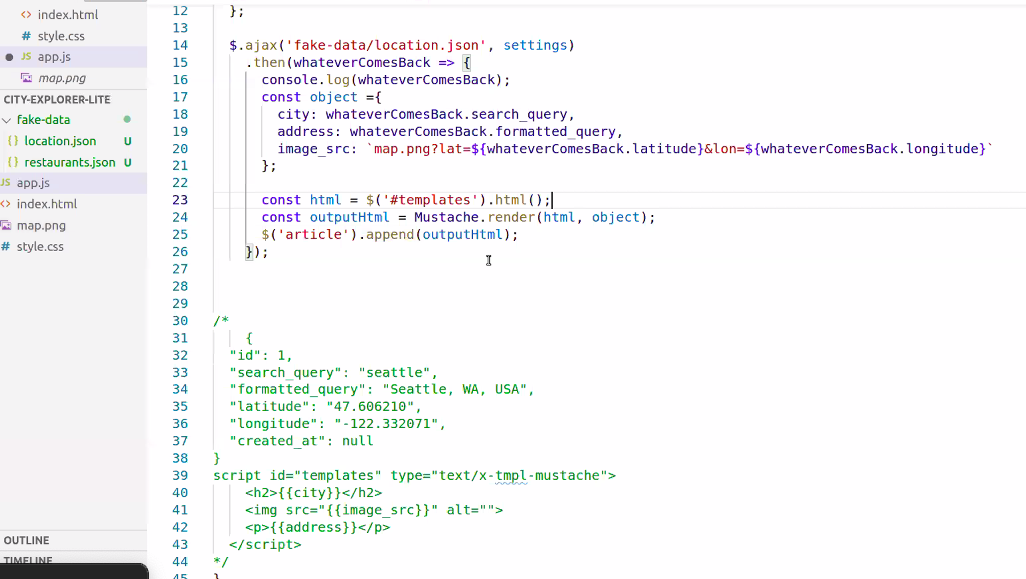 <> index.html
# style.css
JS app.js
map.png
CITY-EXPLORER-LITE
fake-data
{} location.json U
{} restaurants.json U
JS app.js
<> index.html
map.png
# style.css
OUTLINE
TIMELINE
12 };
13
14 $.ajax('fake-data/location.json', settings)
15 .then(whateverComesBack => {
16 console.log(whateverComesBack);
17 const object ={
18 city: whateverComesBack.search_query,
19 address: whateverComesBack.formatted_query,
20 image_src: `map.png?lat=${whateverComesBack.latitude}&lon=${whateverComesBack.longitude}`
21 };
22
23 const html = $('#templates').html();
24 const outputHtml = Mustache.render(html, object);
25 $('article').append(outputHtml);
26 });
27
28
29
30 /*
31 {
32 "id": 1,
33 "search_query": "seattle",
34 "formatted_query": "Seattle, WA, USA",
35 "latitude": "47.606210",
36 "longitude": "-122.332071",
37 "created_at": null
38 }
39 script id="templates" type="text/x-tmpl-mustache">
40 <h2>{{city}}</h2>
41 <img src="{{image_src}}" alt="">
42 <p>{{address}}</p>
43 </script>
44 */
45 }